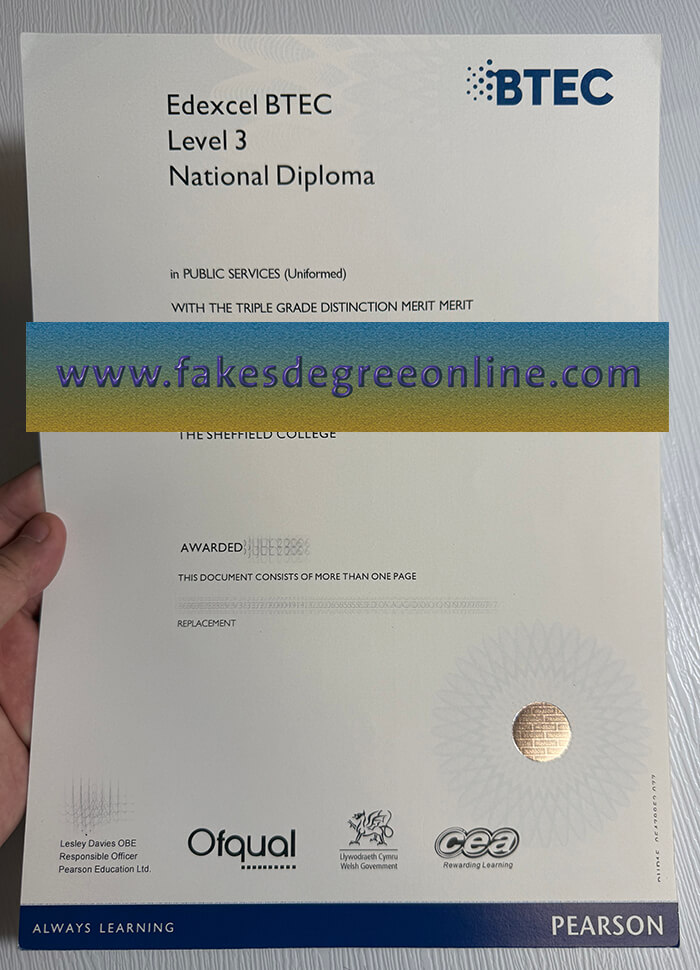 Edexcel BTEC
BTEC
Level 3
National Diploma
in PUBLIC SERVICES (Uniformed)
WITH THE TRIPLE GRADE DISTINCTION MERIT MERIT
www.fakesdegreeonline.com
THE SHEFFIELD COLLEGE
AWARDED
THIS DOCUMENT CONSISTS OF MORE THAN ONE PAGE
REPLACEMENT
Lesley Davies OBE
Responsible Officer
Pearson Education Ltd.
Ofqual
Llywodraeth Cymru
Welsh Government
cea
Rewarding Learning
ALWAYS LEARNING
PEARSON